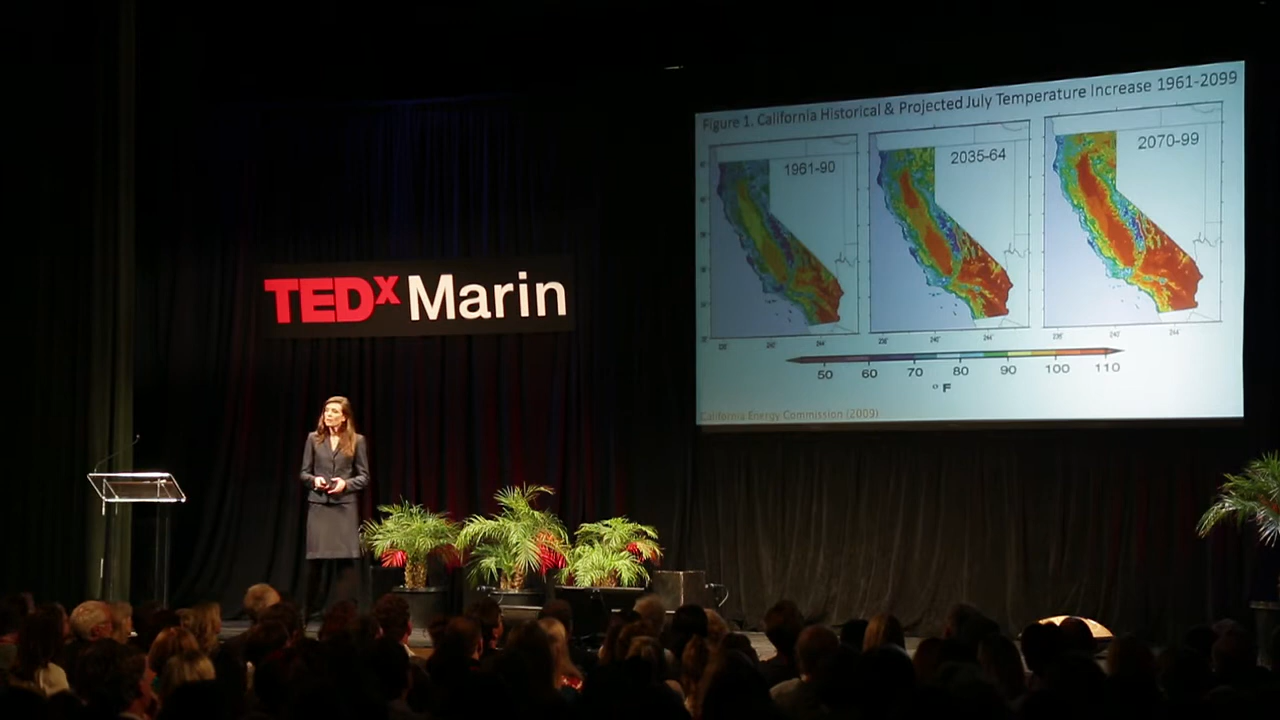 TEDx Marin
Figure 1. California Historical & Projected July Temperature Increase 1961-2099
1961-90
2035-64
2070-99
50 60 70 80 90 100 110
° F
California Energy Commission (2009)